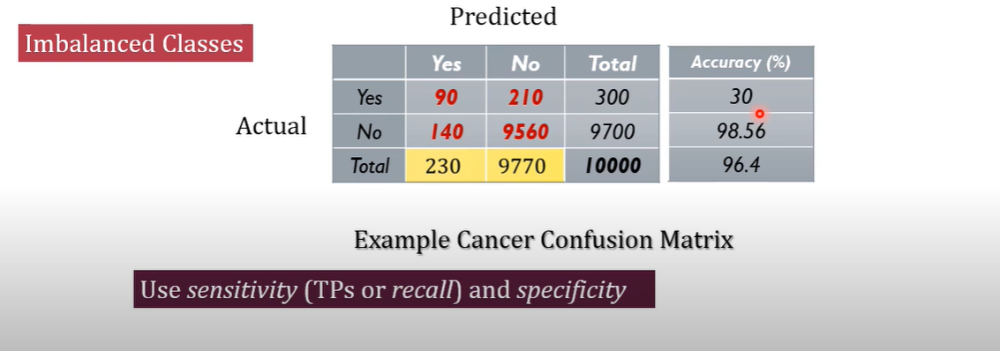 Predicted
Imbalanced Classes
Yes No Total Accuracy (%)
Yes 90 210 300 30
Actual
No 140 9560 9700 98.56
Total 230 9770 10000 96.4
Example Cancer Confusion Matrix
Use sensitivity (TPs or recall) and specificity